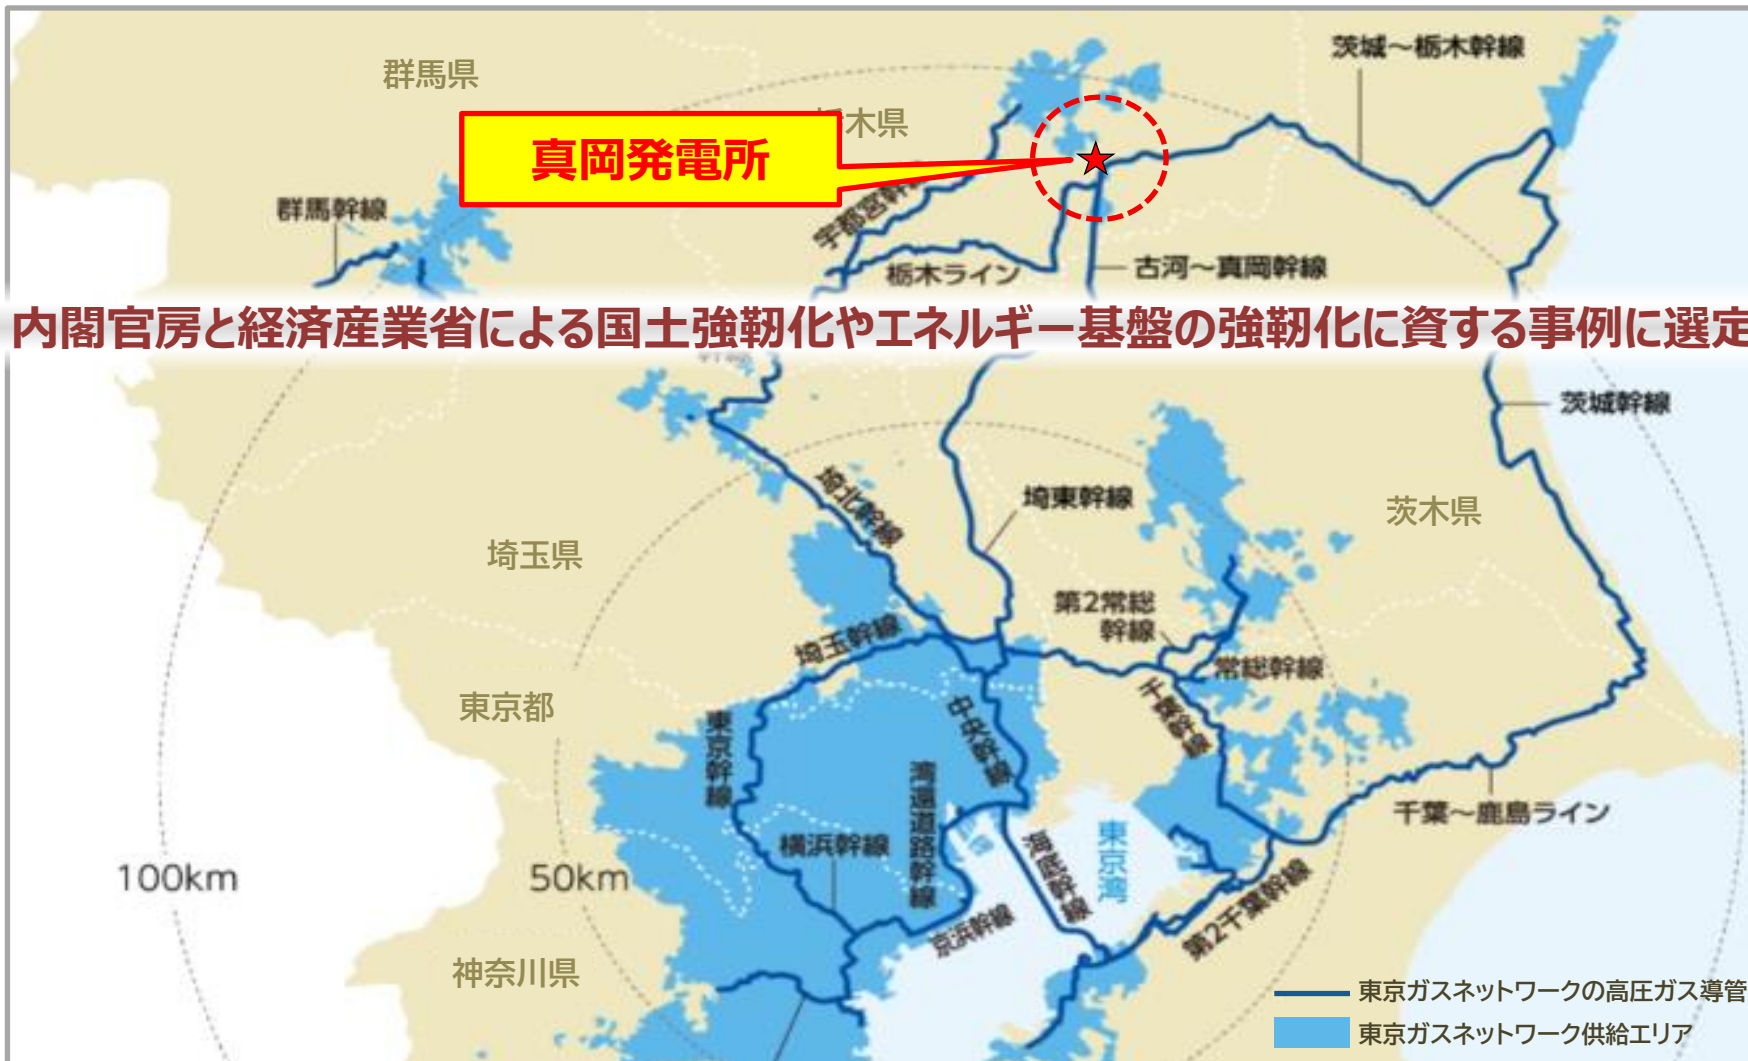 茨城〜栃木幹線
群馬県
木県
真岡発電所
群馬幹線
宇都宮幹
栃木ライン
古河〜真岡幹線
内閣官房と経済産業省による国土強靭化やエネルギー基盤の強靭化に資する事例に選定
茨城幹線
埼北幹線
埼東幹線
茨木県
埼玉県
第2常総
幹線
埼玉幹線
常総幹線
東京都
千葉幹線
東京幹線
中央幹線
湾還道路幹線
千葉〜鹿島ライン
横浜幹線
海底幹線
東京湾
100km
50km
第2千葉幹線
京浜幹線
神奈川県
東京ガスネットワークの高圧ガス導管
東京ガスネットワーク供給エリア